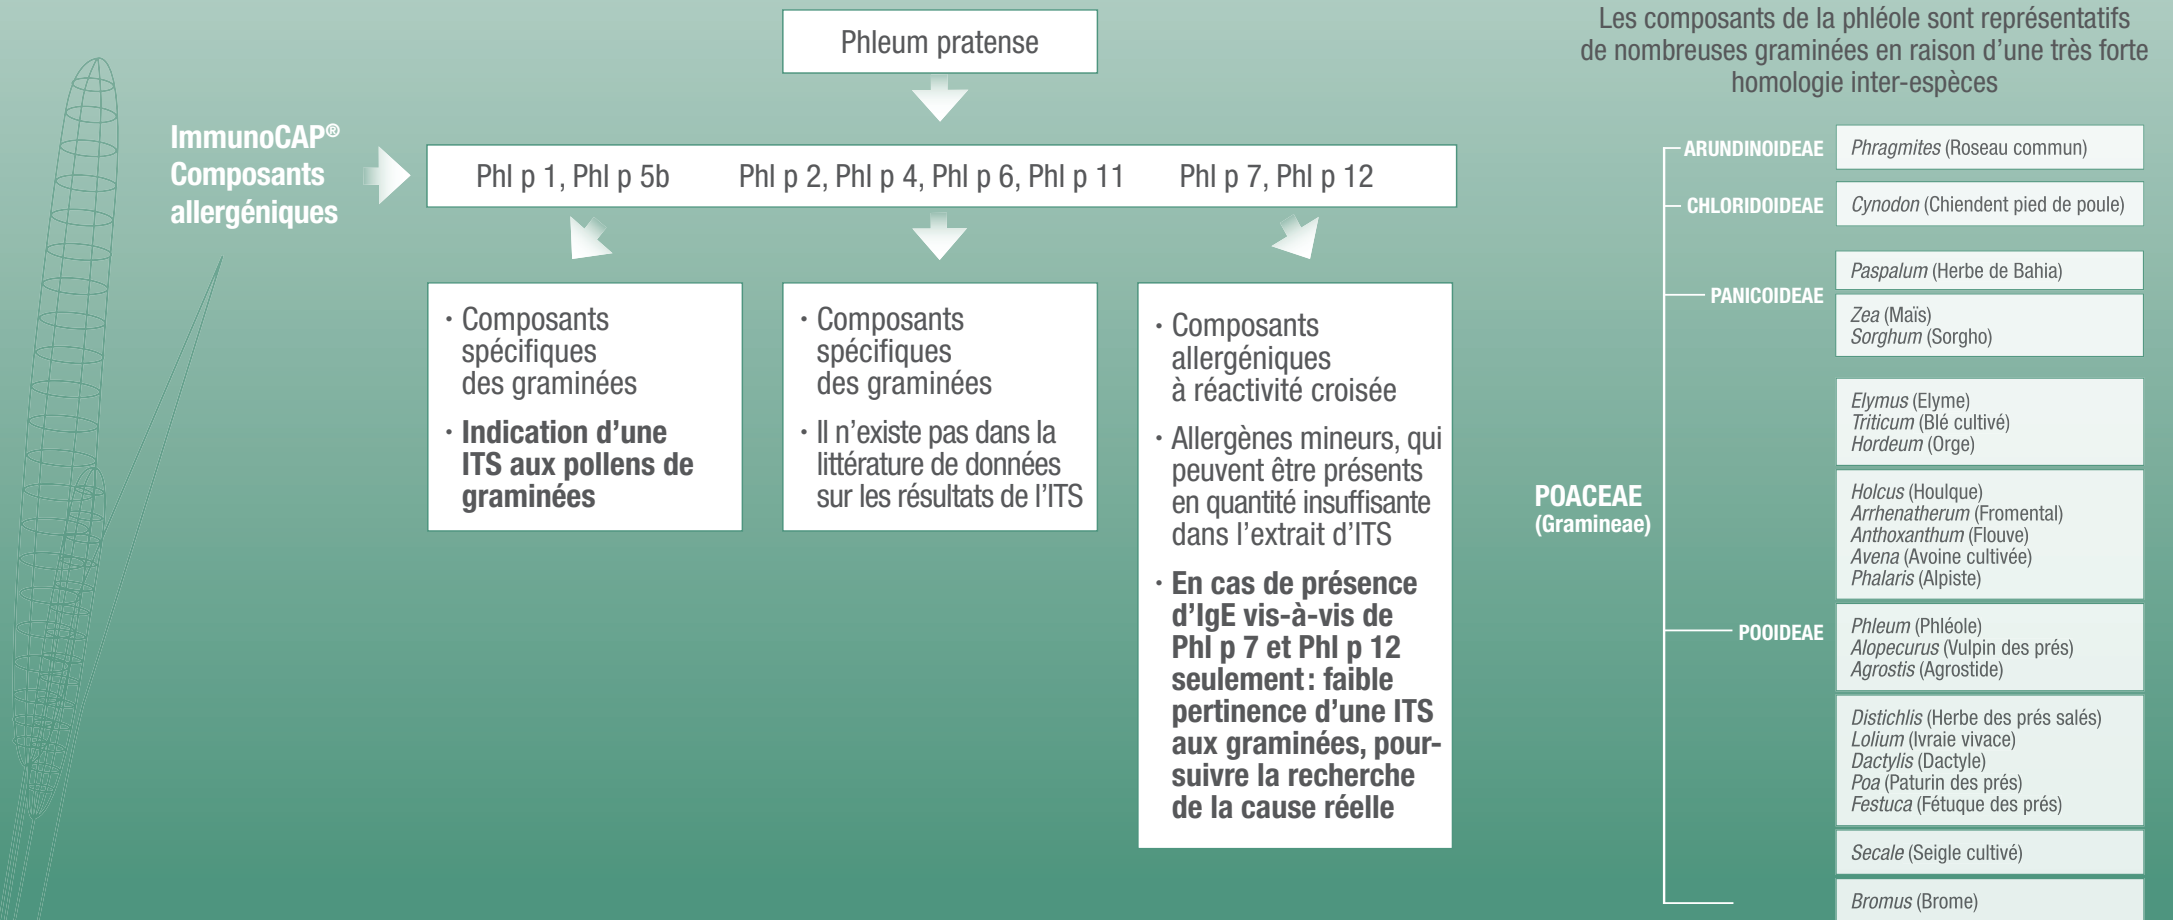 Phleum pratense
ImmunoCAP®
Composants
allergéniques
Phl p 1, Phl p 5b
Phl p 2, Phl p 4, Phl p 6, Phl p 11
Phl p 7, Phl p 12
· Composants
spécifiques
des graminées
· Indication d’une
ITS aux pollens de
graminées
· Composants
spécifiques
des graminées
· Il n’existe pas dans la
littérature de données
sur les résultats de l’ITS
· Composants
allergéniques
à réactivité croisée
· Allergènes mineurs, qui
peuvent être présents
en quantité insuffisante
dans l’extrait d’ITS
· En cas de présence
d’IgE vis-à-vis de
Phl p 7 et Phl p 12
seulement : faible
pertinence d’une ITS
aux graminées, pour-
suivre la recherche
de la cause réelle
Les composants de la phléole sont représentatifs
de nombreuses graminées en raison d’une très forte
homologie inter-espèces
POACEAE
(Gramineae)
ARUNDINOIDEAE
Phragmites (Roseau commun)
CHLORIDOIDEAE
Cynodon (Chiendent pied de poule)
PANICOIDEAE
Paspalum (Herbe de Bahia)
Zea (Maïs)
Sorghum (Sorgho)
POOIDEAE
Elymus (Elyme)
Triticum (Blé cultivé)
Hordeum (Orge)
Holcus (Houlque)
Arrhenatherum (Fromental)
Anthoxanthum (Flouve)
Avena (Avoine cultivée)
Phalaris (Alpiste)
Phleum (Phléole)
Alopecurus (Vulpin des prés)
Agrostis (Agrostide)
Distichlis (Herbe des prés salés)
Lolium (Ivraie vivace)
Dactylis (Dactyle)
Poa (Paturin des prés)
Festuca (Fétuque des prés)
Secale (Seigle cultivé)
Bromus (Brome)